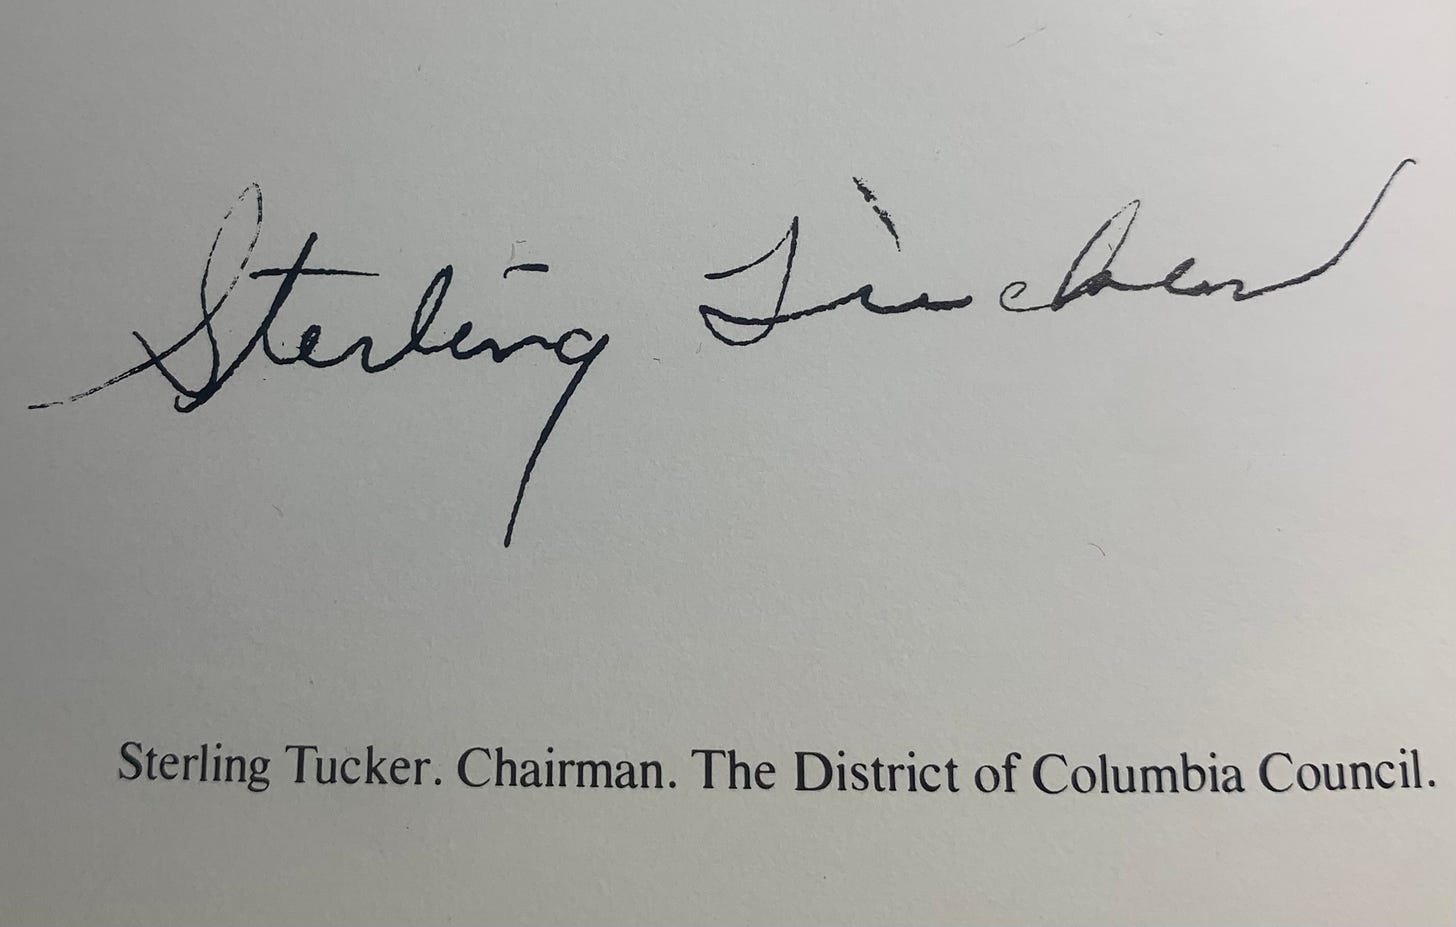 Sterling Tucker
Sterling Tucker. Chairman. The District of Columbia Council.